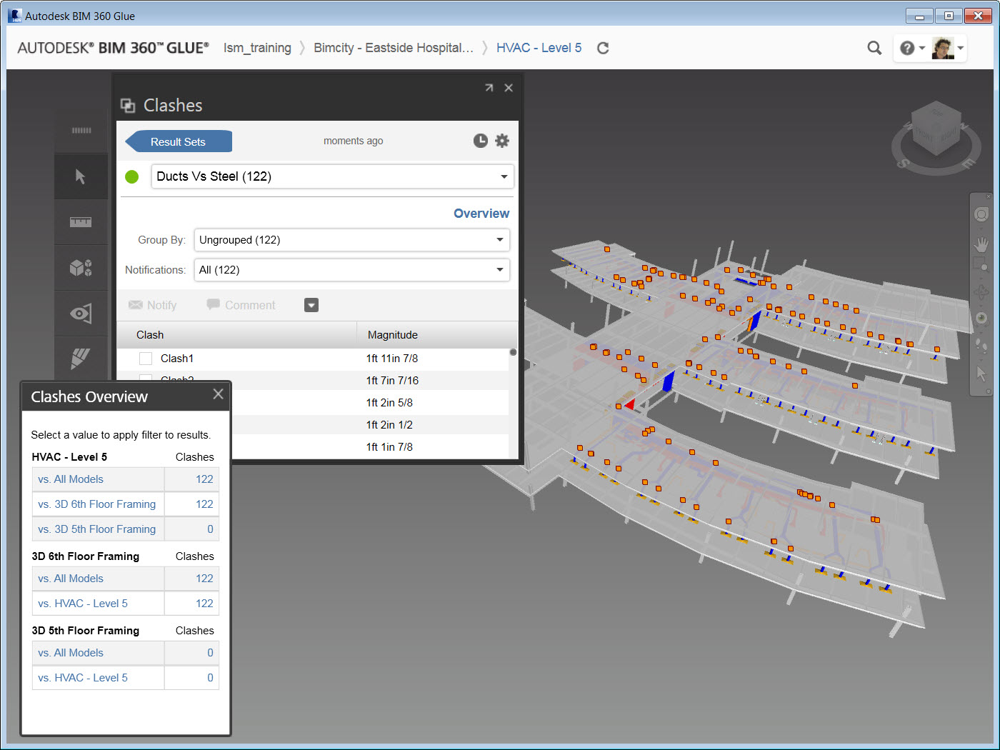 Autodesk BIM 360 Glue
AUTODESK® BIM 360™ GLUE® lsm_training Bimcity - Eastside Hospital... HVAC - Level 5
Clashes
Result Sets moments ago
Ducts Vs Steel (122)
Overview
Group By: Ungrouped (122)
Notifications: All (122)
Notify Comment
Clash Magnitude
Clash1 1ft 11in 7/8
Clash2 1ft 7in 7/16
1ft 2in 5/8
1ft 2in 1/2
1ft 1in 7/8
Clashes Overview
Select a value to apply filter to results.
HVAC - Level 5 Clashes
vs. All Models 122
vs. 3D 6th Floor Framing 122
vs. 3D 5th Floor Framing 0
3D 6th Floor Framing Clashes
vs. All Models 122
vs. HVAC - Level 5 122
3D 5th Floor Framing Clashes
vs. All Models 0
vs. HVAC - Level 5 0
TOP
FRONT RIGHT
S E